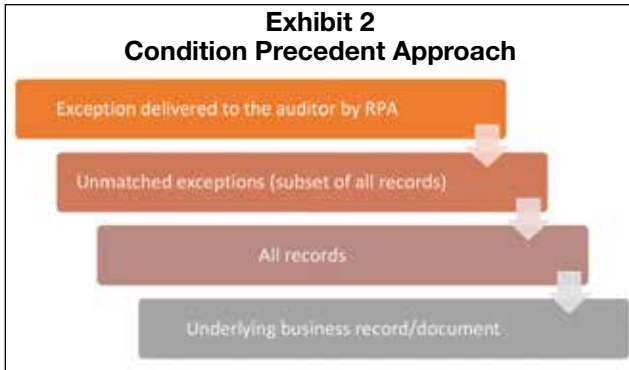 Exhibit 2
Condition Precedent Approach
Exception delivered to the auditor by RPA
Unmatched exceptions (subset of all records)
All records
Underlying business record/document